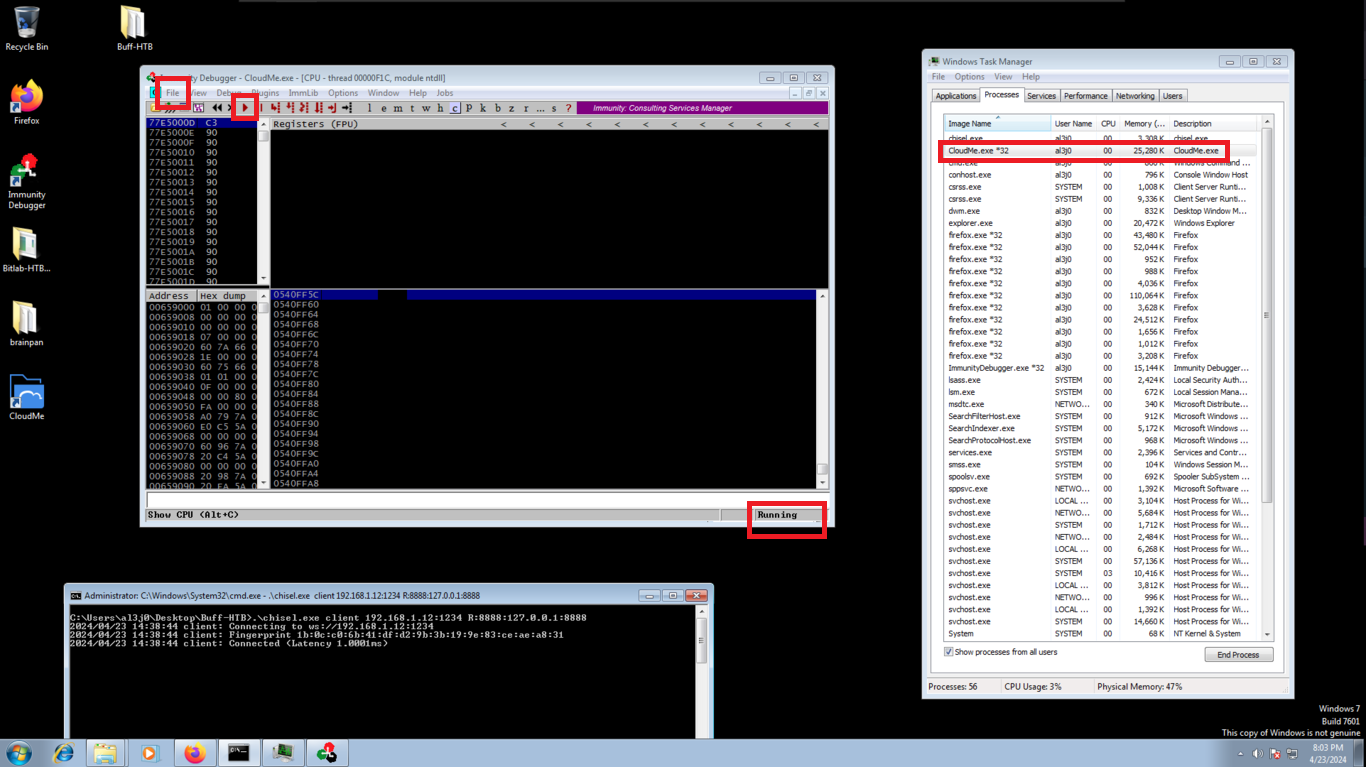 Recycle Bin
Buff-HTB
Firefox
Immunity
Debugger
Bitlab-HTB...
brainpan
CloudMe
Debugger - CloudMe.exe - [CPU - thread 00000F1C, module ntdll]
File View Debug Plugins ImmLib Options Window Help Jobs
l e m t w h c p k b z r ... s ?
Immunity: Consulting Services Manager
77E5000D C3
77E5000E 90
77E5000F 90
77E50010 90
77E50011 90
77E50012 90
77E50013 90
77E50014 90
77E50015 90
77E50016 90
77E50017 90
77E50018 90
77E50019 90
77E5001A 90
77E5001B 90
77E5001C 90
77E5001D 90
Registers (FPU) < < < < < < < < < < < <
Address Hex dump
00659000 01 00 00 0
00659008 00 00 00 0
00659010 00 00 00 0
00659018 07 00 00 0
00659020 60 7A 66 0
00659028 1E 00 00 0
00659030 60 75 66 0
00659038 01 01 00 0
00659040 0F 00 00 0
00659048 00 00 80 0
00659050 FA 00 00 0
00659058 A0 79 7A 0
00659060 E0 C5 5A 0
00659068 00 00 00 0
00659070 60 96 7A 0
00659078 20 C4 5A 0
00659080 00 00 00 0
00659088 20 98 7A 0
00659090 20 FA 5A 0
0540FF5C
0540FF60
0540FF64
0540FF68
0540FF6C
0540FF70
0540FF74
0540FF78
0540FF7C
0540FF80
0540FF84
0540FF88
0540FF8C
0540FF90
0540FF94
0540FF98
0540FF9C
0540FFA0
0540FFA4
0540FFA8
Show CPU (Alt+C)
Running
Administrator: C:\Windows\System32\cmd.exe - .\chisel.exe client 192.168.1.12:1234 R:8888:127.0.0.1:8888
C:\Users\al3j0\Desktop\Buff-HTB>.\chisel.exe client 192.168.1.12:1234 R:8888:127.0.0.1:8888
2024/04/23 14:38:44 client: Connecting to ws://192.168.1.12:1234
2024/04/23 14:38:44 client: Fingerprint 1b:0c:c0:6b:41:df:d2:9b:3b:19:9e:83:ce:ae:a8:31
2024/04/23 14:38:44 client: Connected (Latency 1.0001ms)
Windows Task Manager
File Options View Help
Applications Processes Services Performance Networking Users
Image Name User Name CPU Memory (... Description
chisel.exe al3j0 00 3,308 K chisel.exe
CloudMe.exe *32 al3j0 00 25,280 K CloudMe.exe
cmd.exe al3j0 00 K Windows Command ...
conhost.exe al3j0 00 796 K Console Window Host
csrss.exe SYSTEM 00 1,008 K Client Server Runti...
csrss.exe SYSTEM 00 9,336 K Client Server Runti...
dwm.exe al3j0 00 832 K Desktop Window M...
explorer.exe al3j0 00 20,472 K Windows Explorer
firefox.exe *32 al3j0 00 43,480 K Firefox
firefox.exe *32 al3j0 00 52,044 K Firefox
firefox.exe *32 al3j0 00 952 K Firefox
firefox.exe *32 al3j0 00 988 K Firefox
firefox.exe *32 al3j0 00 4,036 K Firefox
firefox.exe *32 al3j0 00 110,064 K Firefox
firefox.exe *32 al3j0 00 3,628 K Firefox
firefox.exe *32 al3j0 00 24,512 K Firefox
firefox.exe *32 al3j0 00 1,656 K Firefox
firefox.exe *32 al3j0 00 1,012 K Firefox
firefox.exe *32 al3j0 00 3,208 K Firefox
ImmunityDebugger.exe *32 al3j0 00 15,144 K Immunity Debugger...
lsass.exe SYSTEM 00 2,424 K Local Security Auth...
lsm.exe SYSTEM 00 672 K Local Session Mana...
msdtc.exe NETWO... 00 340 K Microsoft Distribute...
SearchFilterHost.exe SYSTEM 00 912 K Microsoft Windows ...
SearchIndexer.exe SYSTEM 00 5,172 K Microsoft Windows ...
SearchProtocolHost.exe SYSTEM 00 968 K Microsoft Windows ...
services.exe SYSTEM 00 2,396 K Services and Contr...
smss.exe SYSTEM 00 104 K Windows Session M...
spoolsv.exe SYSTEM 00 692 K Spooler SubSystem ...
sppsvc.exe NETWO... 00 1,392 K Microsoft Software ...
svchost.exe LOCAL ... 00 3,104 K Host Process for Wi...
svchost.exe NETWO... 00 5,684 K Host Process for Wi...
svchost.exe SYSTEM 00 1,712 K Host Process for Wi...
svchost.exe NETWO... 00 2,484 K Host Process for Wi...
svchost.exe LOCAL ... 00 6,268 K Host Process for Wi...
svchost.exe SYSTEM 00 57,136 K Host Process for Wi...
svchost.exe SYSTEM 03 10,416 K Host Process for Wi...
svchost.exe LOCAL ... 00 3,812 K Host Process for Wi...
svchost.exe NETWO... 00 996 K Host Process for Wi...
svchost.exe LOCAL ... 00 1,392 K Host Process for Wi...
svchost.exe SYSTEM 00 14,660 K Host Process for Wi...
System SYSTEM 00 68 K NT Kernel & System
Show processes from all users
End Process
Processes: 56 CPU Usage: 3% Physical Memory: 47%
Windows 7
Build 7601
This copy of Windows is not genuine
8:03 PM
4/23/2024